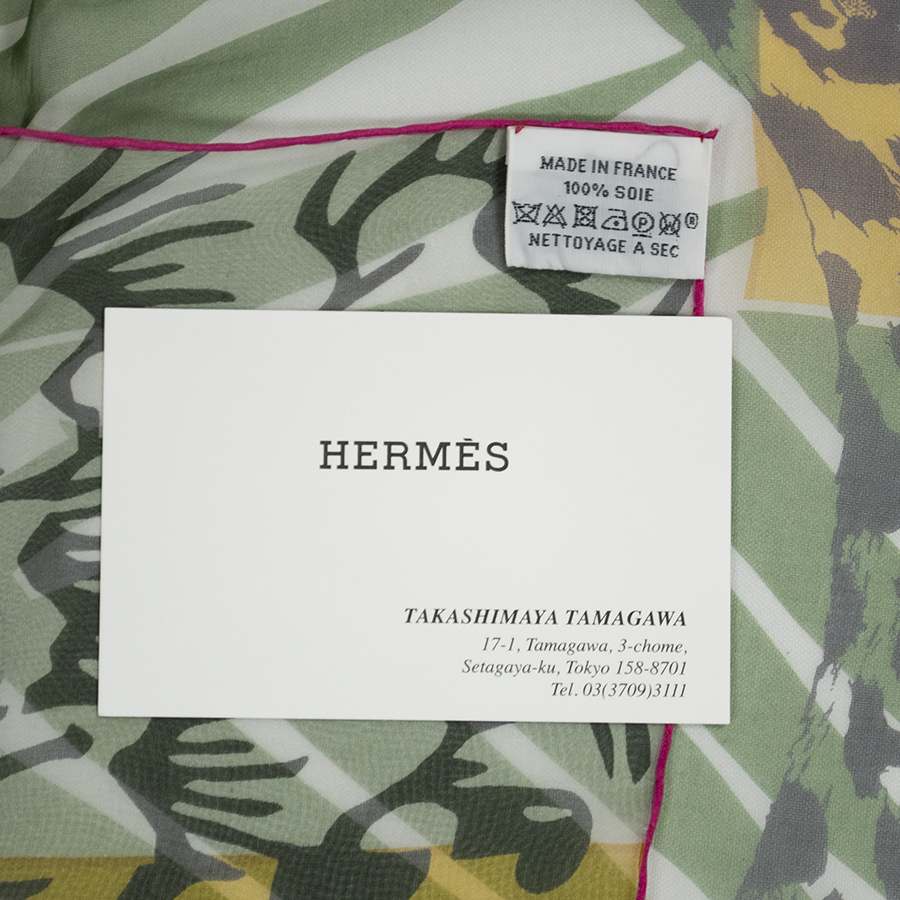 MADE IN FRANCE
100% SOIE
P ®
NETTOYAGE A SEC
HERMÈS
TAKASHIMAYA TAMAGAWA
17-1, Tamagawa, 3-chome,
Setagaya-ku, Tokyo 158-8701
Tel. 03(3709)3111